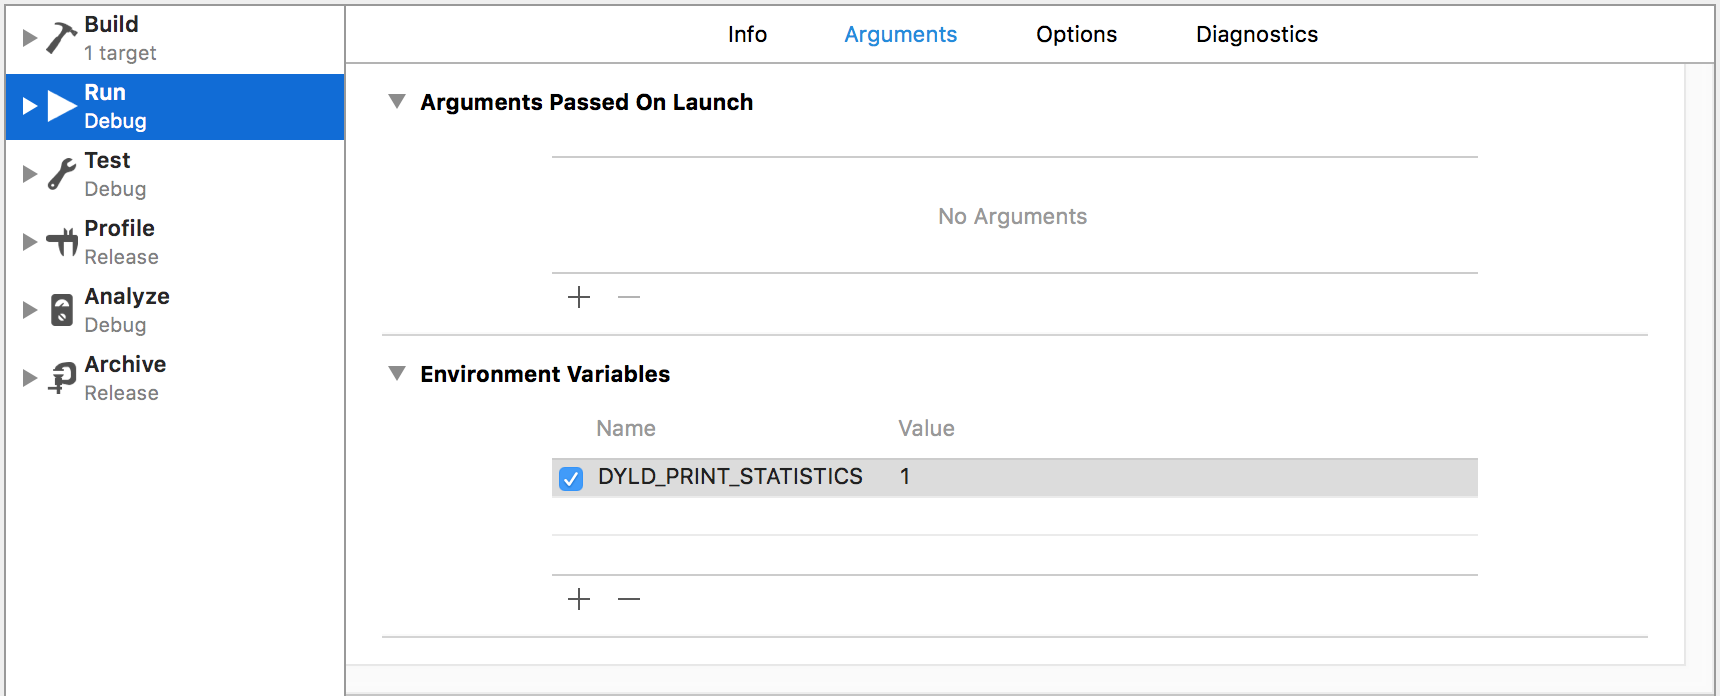 Build
1 target
Run
Debug
Test
Debug
Profile
Release
Analyze
Debug
Archive
Release
Info Arguments Options Diagnostics
Arguments Passed On Launch
No Arguments
Environment Variables
Name Value
DYLD_PRINT_STATISTICS 1